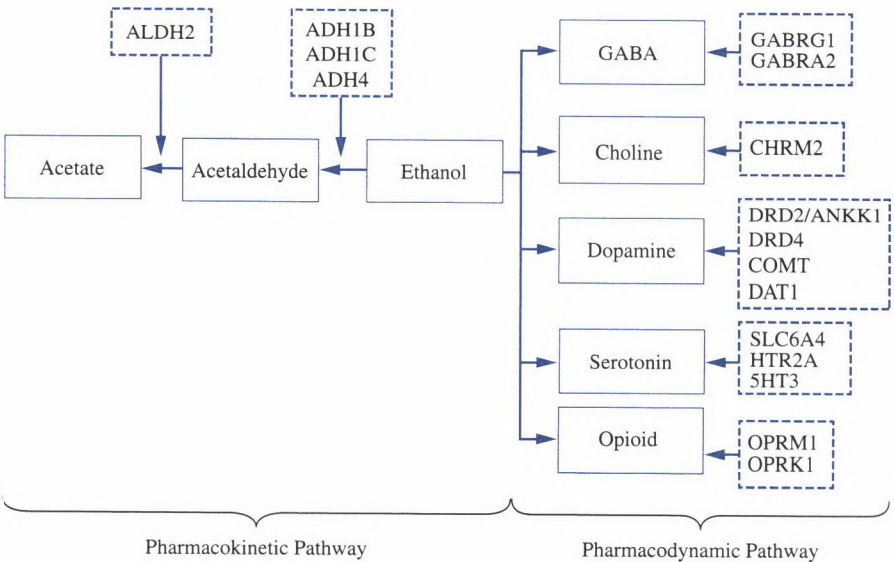 ALDH2
ADH1B
ADH1C
ADH4
Acetate
Acetaldehyde
Ethanol
GABA
GABRG1
GABRA2
Choline
CHRM2
Dopamine
DRD2/ANKK1
DRD4
COMT
DAT1
Serotonin
SLC6A4
HTR2A
5HT3
Opioid
OPRM1
OPRK1
Pharmacokinetic Pathway
Pharmacodynamic Pathway